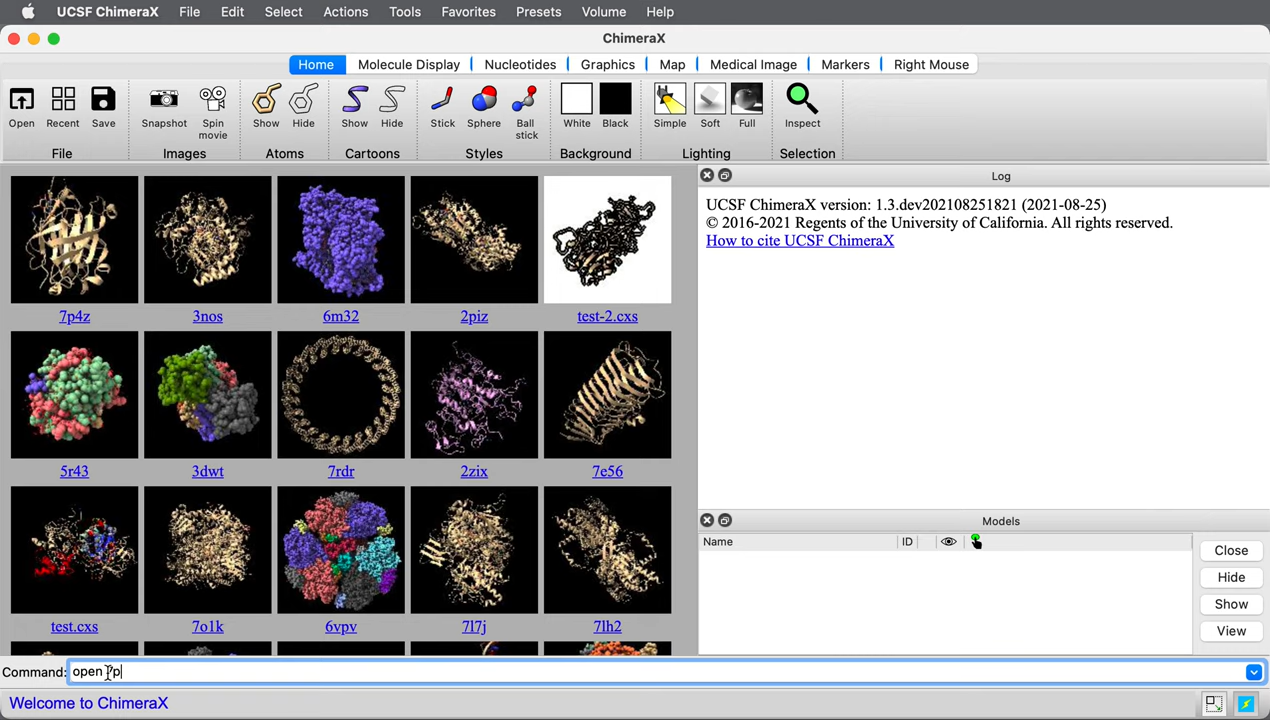 UCSF ChimeraX File Edit Select Actions Tools Favorites Presets Volume Help
ChimeraX
Home Molecule Display Nucleotides Graphics Map Medical Image Markers Right Mouse
Open Recent Save Snapshot Spin movie Show Hide Show Hide Stick Sphere Ball stick White Black Simple Soft Full Inspect
File Images Atoms Cartoons Styles Background Lighting Selection
7p4z 3nos 6m32 2piz test-2.cxs
5r43 3dwt 7rdr 2zix 7e56
test.cxs 7o1k 6vpv 7l7j 7lh2
Log
UCSF ChimeraX version: 1.3.dev202108251821 (2021-08-25)
© 2016-2021 Regents of the University of California. All rights reserved.
How to cite UCSF ChimeraX
Models
Name ID
Close
Hide
Show
View
Command: open 7p
Welcome to ChimeraX